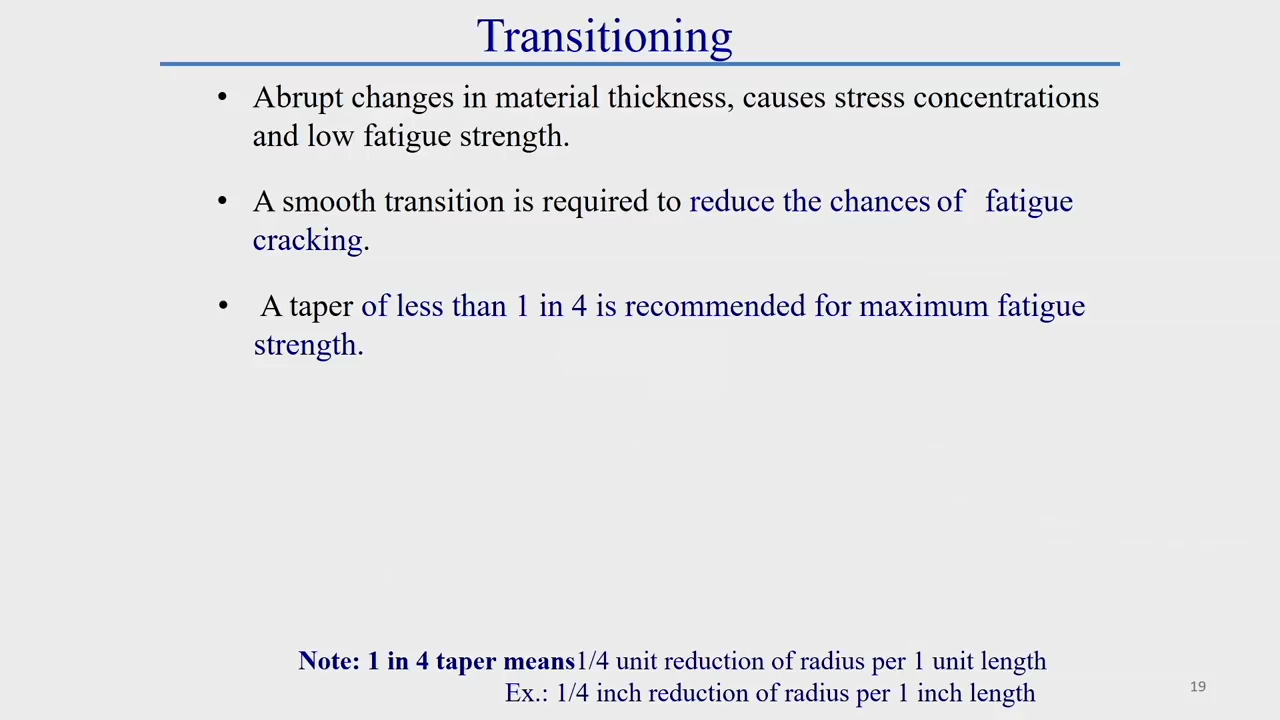 Transitioning
• Abrupt changes in material thickness, causes stress concentrations
and low fatigue strength.
• A smooth transition is required to reduce the chances of fatigue
cracking.
• A taper of less than 1 in 4 is recommended for maximum fatigue
strength.
Note: 1 in 4 taper means1/4 unit reduction of radius per 1 unit length
Ex.: 1/4 inch reduction of radius per 1 inch length
19